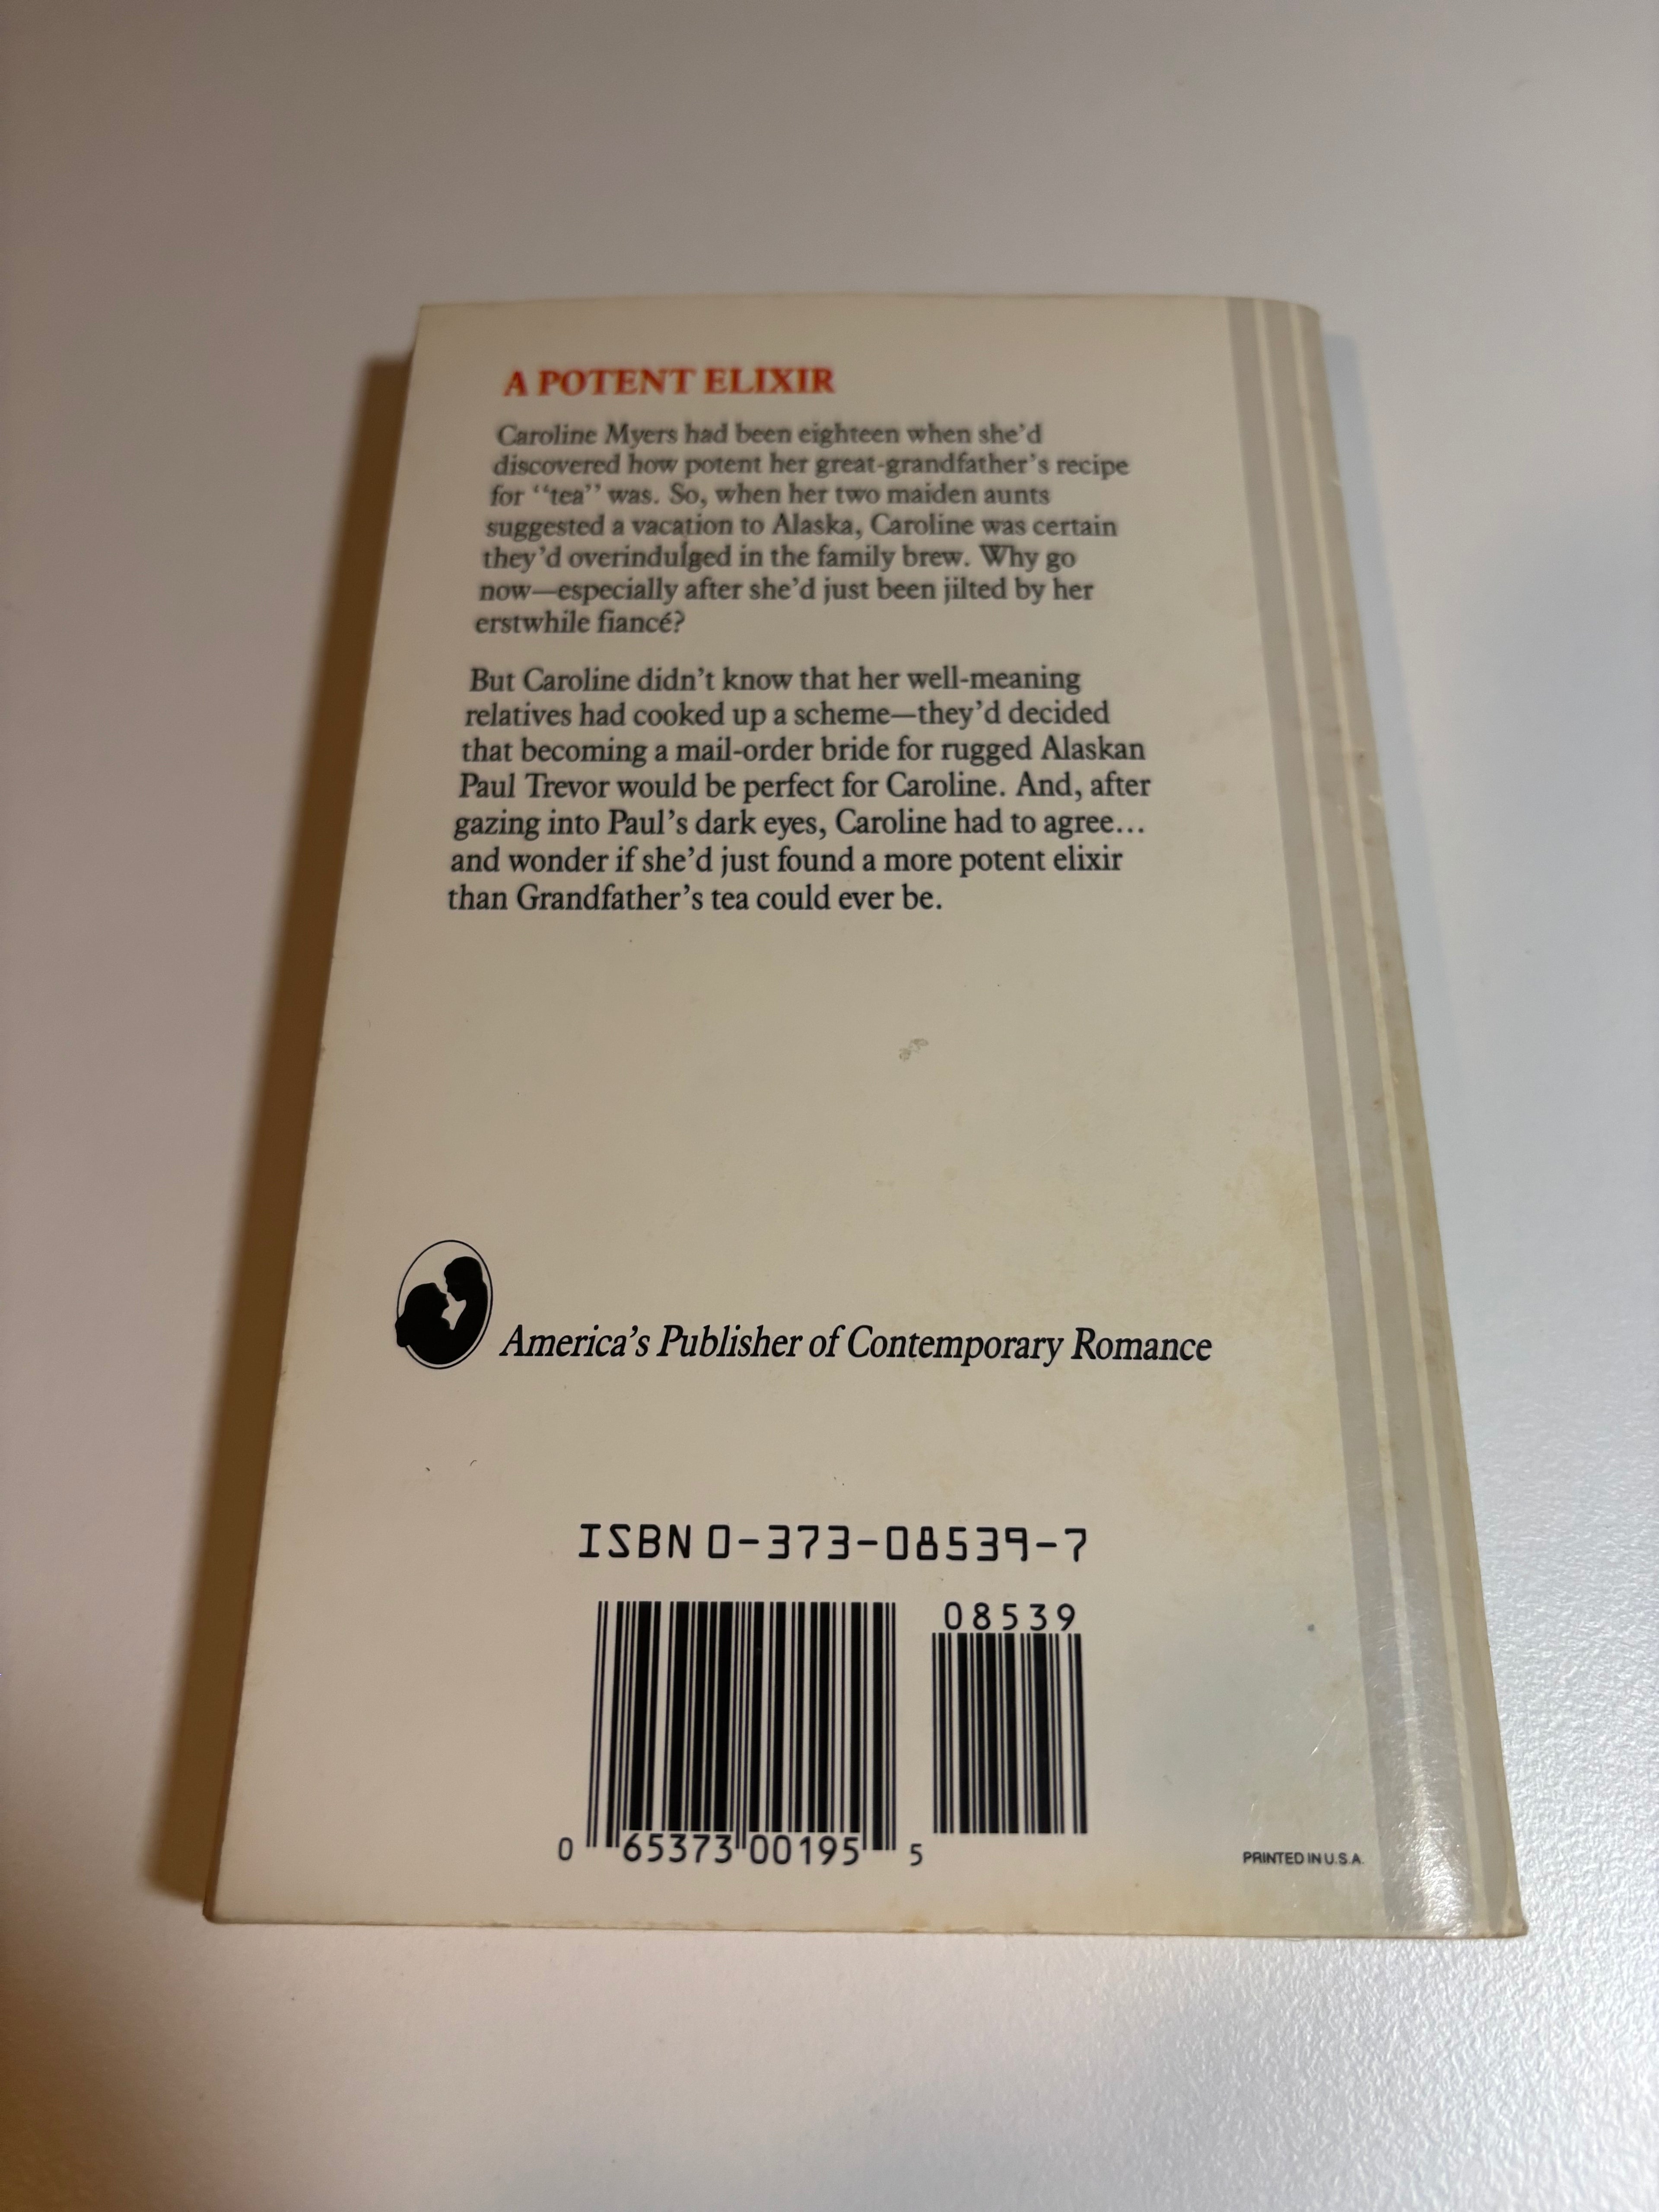 A POTENT ELIXIR
Caroline Myers had been eighteen when she'd
discovered how potent her great-grandfather's recipe
for “tea” was. So, when her two maiden aunts
suggested a vacation to Alaska, Caroline was certain
they'd overindulged in the family brew. Why go
now—especially after she'd just been jilted by her
erstwhile fiancé?
But Caroline didn't know that her well-meaning
relatives had cooked up a scheme—they'd decided
that becoming a mail-order bride for rugged Alaskan
Paul Trevor would be perfect for Caroline. And, after
gazing into Paul's dark eyes, Caroline had to agree...
and wonder if she'd just found a more potent elixir
than Grandfather's tea could ever be.
America's Publisher of Contemporary Romance
ISBN 0-373-08539-7
08539
0 65373 00195 5
PRINTED IN U.S.A.